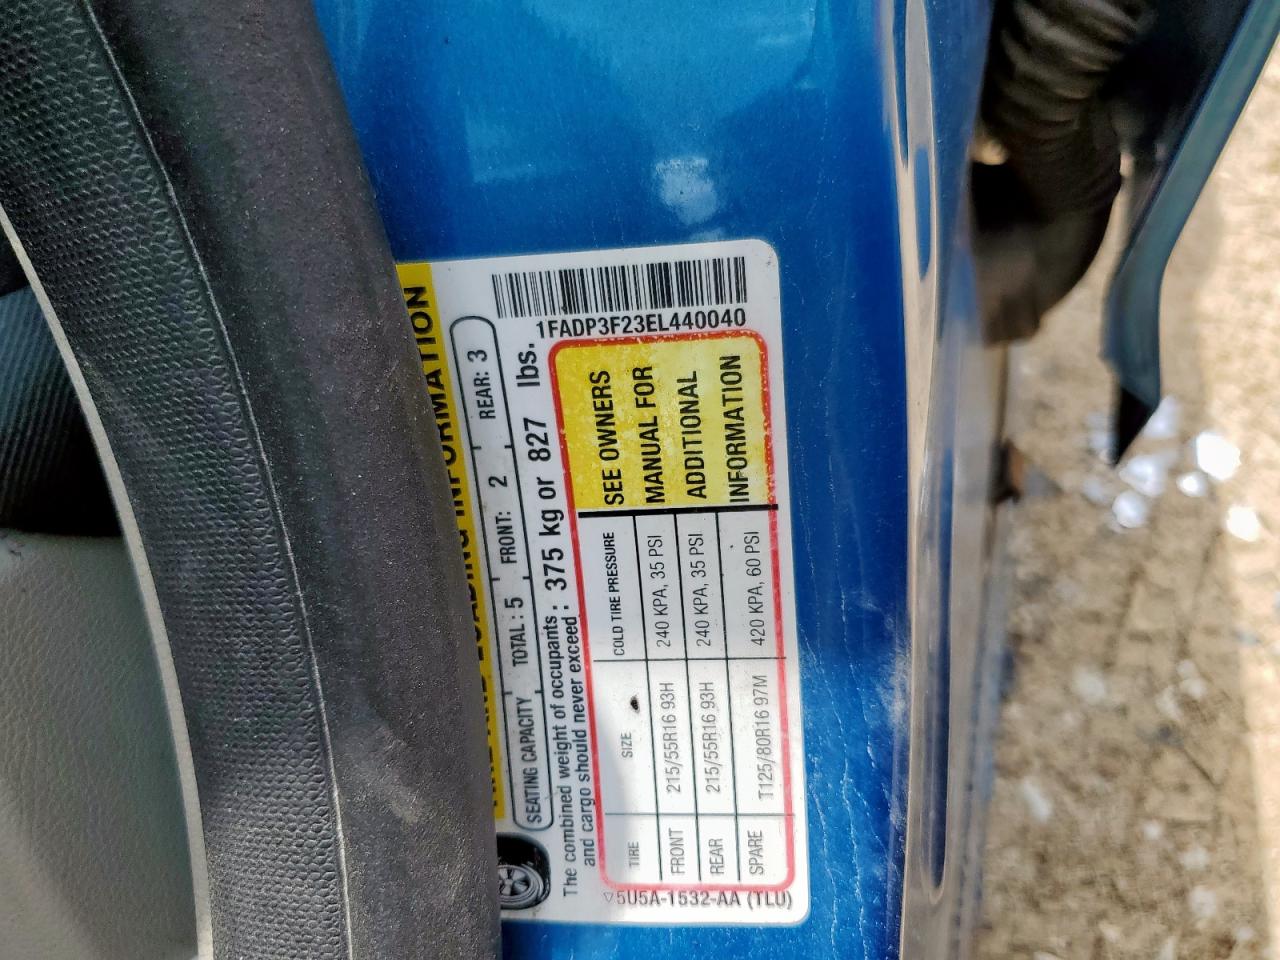 TIRE AND LOADING INFORMATION
SEATING CAPACITY TOTAL: 5 FRONT: 2 REAR: 3
The combined weight of occupants and cargo should never exceed: 375 kg or 827 lbs.
1FADP3F23EL440040
TIRE SIZE COLD TIRE PRESSURE
FRONT 215/55R16 93H 240 KPA, 35 PSI
REAR 215/55R16 93H 240 KPA, 35 PSI
SPARE T125/80R16 97M 420 KPA, 60 PSI
SEE OWNERS
MANUAL FOR
ADDITIONAL
INFORMATION
5U5A-1532-AA (TLU)